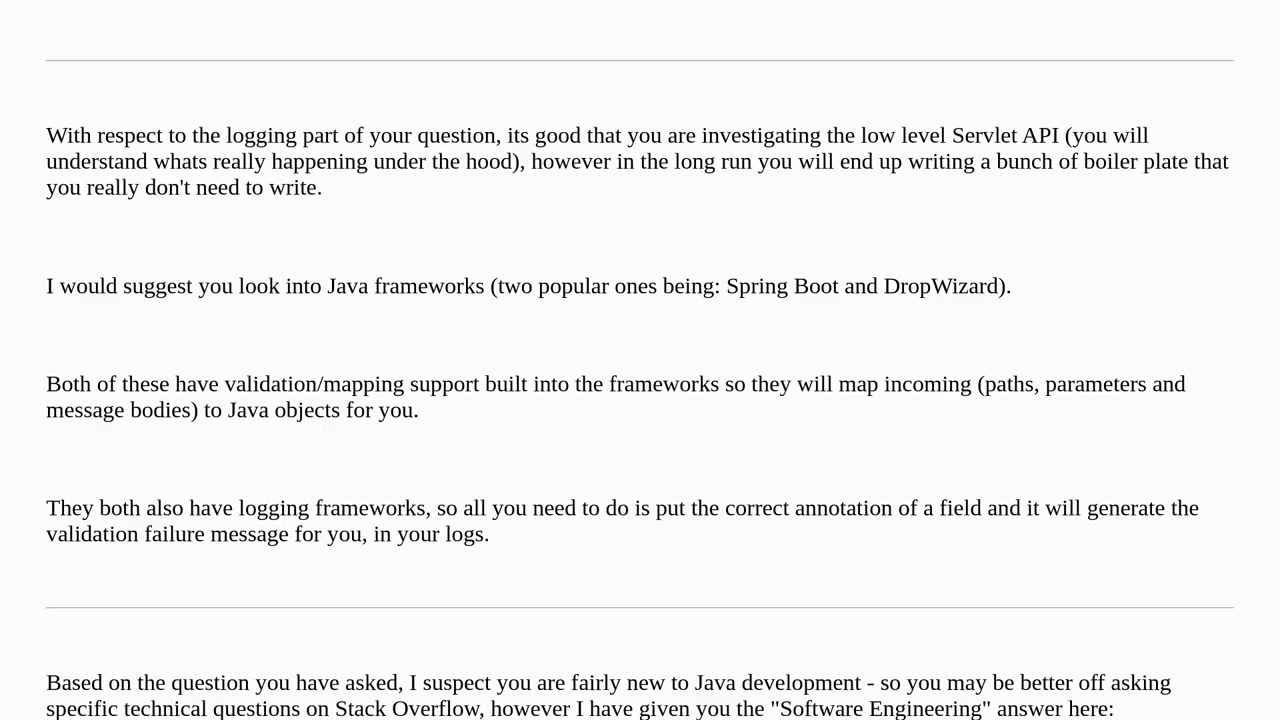 With respect to the logging part of your question, its good that you are investigating the low level Servlet API (you will
understand whats really happening under the hood), however in the long run you will end up writing a bunch of boiler plate that
you really don't need to write.
I would suggest you look into Java frameworks (two popular ones being: Spring Boot and DropWizard).
Both of these have validation/mapping support built into the frameworks so they will map incoming (paths, parameters and
message bodies) to Java objects for you.
They both also have logging frameworks, so all you need to do is put the correct annotation of a field and it will generate the
validation failure message for you, in your logs.
Based on the question you have asked, I suspect you are fairly new to Java development - so you may be better off asking
specific technical questions on Stack Overflow, however I have given you the "Software Engineering" answer here: